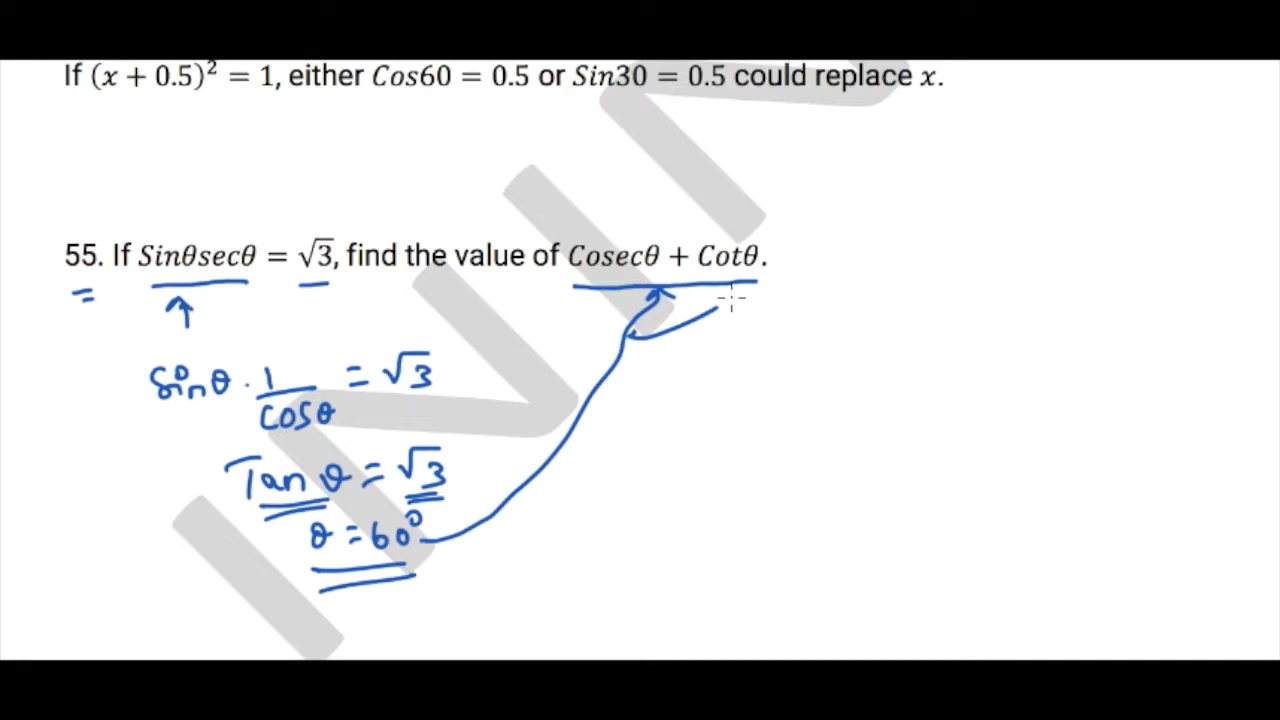 If (x + 0.5)² = 1, either Cos60 = 0.5 or Sin30 = 0.5 could replace x.
55. If Sinθsecθ = √3, find the value of Cosecθ + Cotθ.
=
sinθ · 1/cosθ = √3
Tan θ = √3
θ = 60°